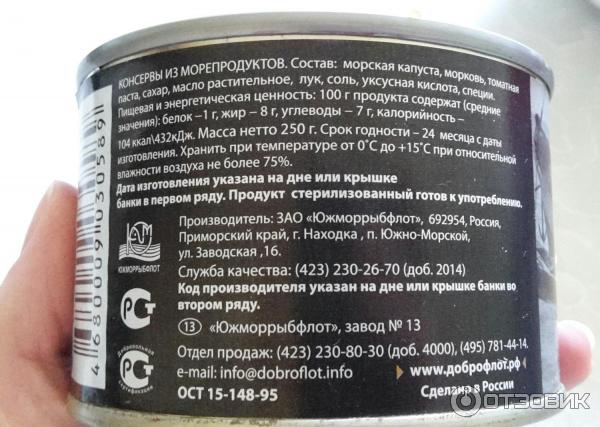 КОНСЕРВЫ ИЗ МОРЕПРОДУКТОВ. Состав: морская капуста, морковь, томатная
паста, сахар, масло растительное, лук, соль, уксусная кислота, специи.
Пищевая и энергетическая ценность: 100 г продукта содержат (средние
значения): белок –1 г, жир – 8 г, углеводы – 7 г, калорийность –
104 ккал\432кДж. Масса нетто 250 г. Срок годности – 24 месяца с даты
изготовления. Хранить при температуре от 0˚С до +15˚С при относительной
влажности воздуха не более 75%.
Дата изготовления указана на дне или крышке
банки в первом ряду. Продукт стерилизованный готов к употреблению.
Производитель: ЗАО «Южморрыбфлот», 692954, Россия,
Приморский край, г. Находка , п. Южно-Морской,
ул. Заводская ,16.
ЮЖМОРРЫБФЛОТ
Служба качества: (423) 230-26-70 (доб. 2014)
Код производителя указан на дне или крышке банки во
втором ряду.
РСТ
13 «Южморрыбфлот», завод № 13
Добровольная
сертификация
РСТ
Отдел продаж: (423) 230-80-30 (доб. 4000), (495) 781-44-14.
e-mail: info@dobroflot.info
www.доброфлот.рф
ОСТ 15-148-95
Сделано в России
4 680009 030589
ОТЗОВИК